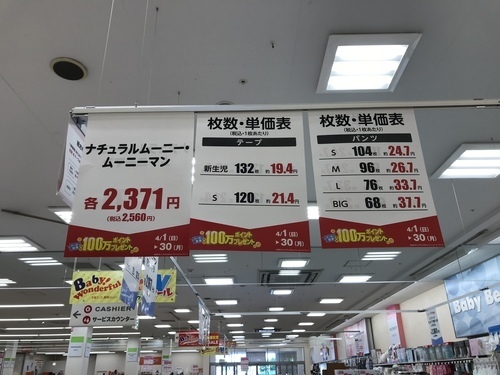 ナチュラルムーニー・
ムーニーマン
各2,371円
(税込2,560円)
100万ポイント
プレゼント
4/1(日)
30(月)
枚数・単価表
(税込・1枚あたり)
テープ
新生児 132枚 約19.4円
S 120枚 約21.4円
100万ポイント
プレゼント
4/1(日)
30(月)
枚数・単価表
(税込・1枚あたり)
パンツ
S 104枚 約24.7円
M 96枚 約26.7円
L 76枚 約33.7円
BIG 68枚 約37.7円
100万ポイント
プレゼント
4/1(日)
30(月)
Baby
Wonderful
CASHIER
サービスカウンター
Baby Be